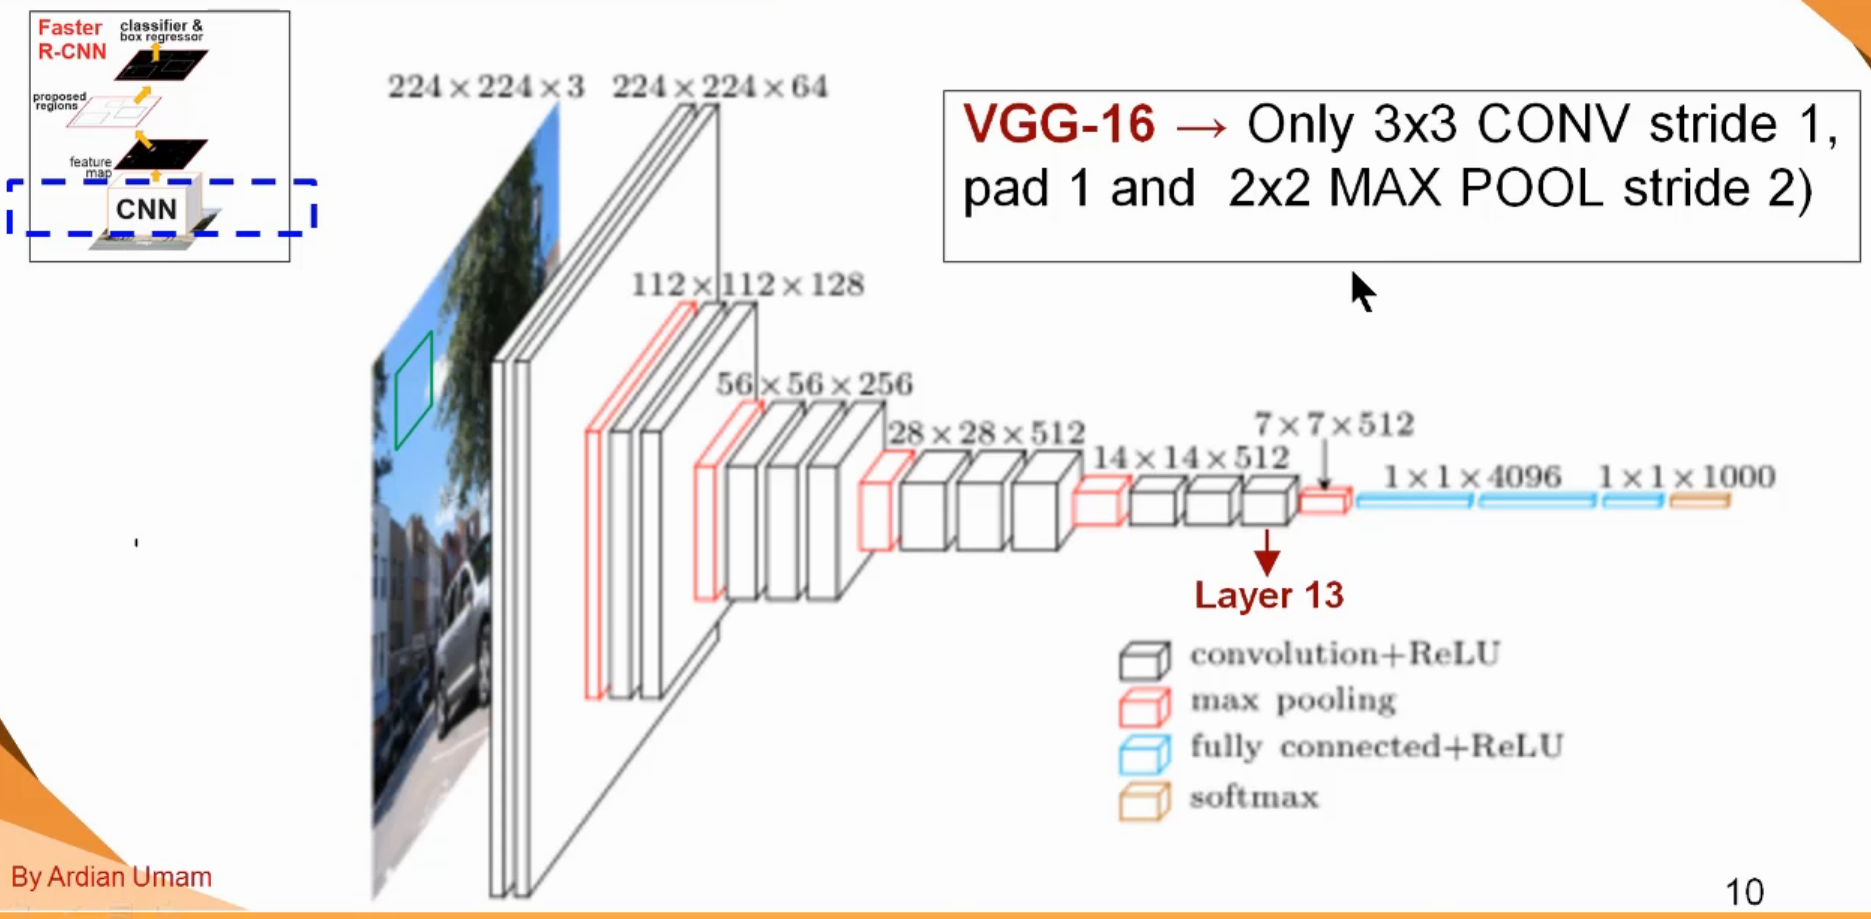 Faster
R-CNN
classifier &
box regressor
proposed
regions
feature
map
CNN
224×224×3
224×224×64
VGG-16 → Only 3x3 CONV stride 1,
pad 1 and 2x2 MAX POOL stride 2)
112×112×128
56×56×256
28×28×512
14×14×512
7×7×512
1×1×4096
1×1×1000
Layer 13
convolution+ReLU
max pooling
fully connected+ReLU
softmax
By Ardian Umam
10